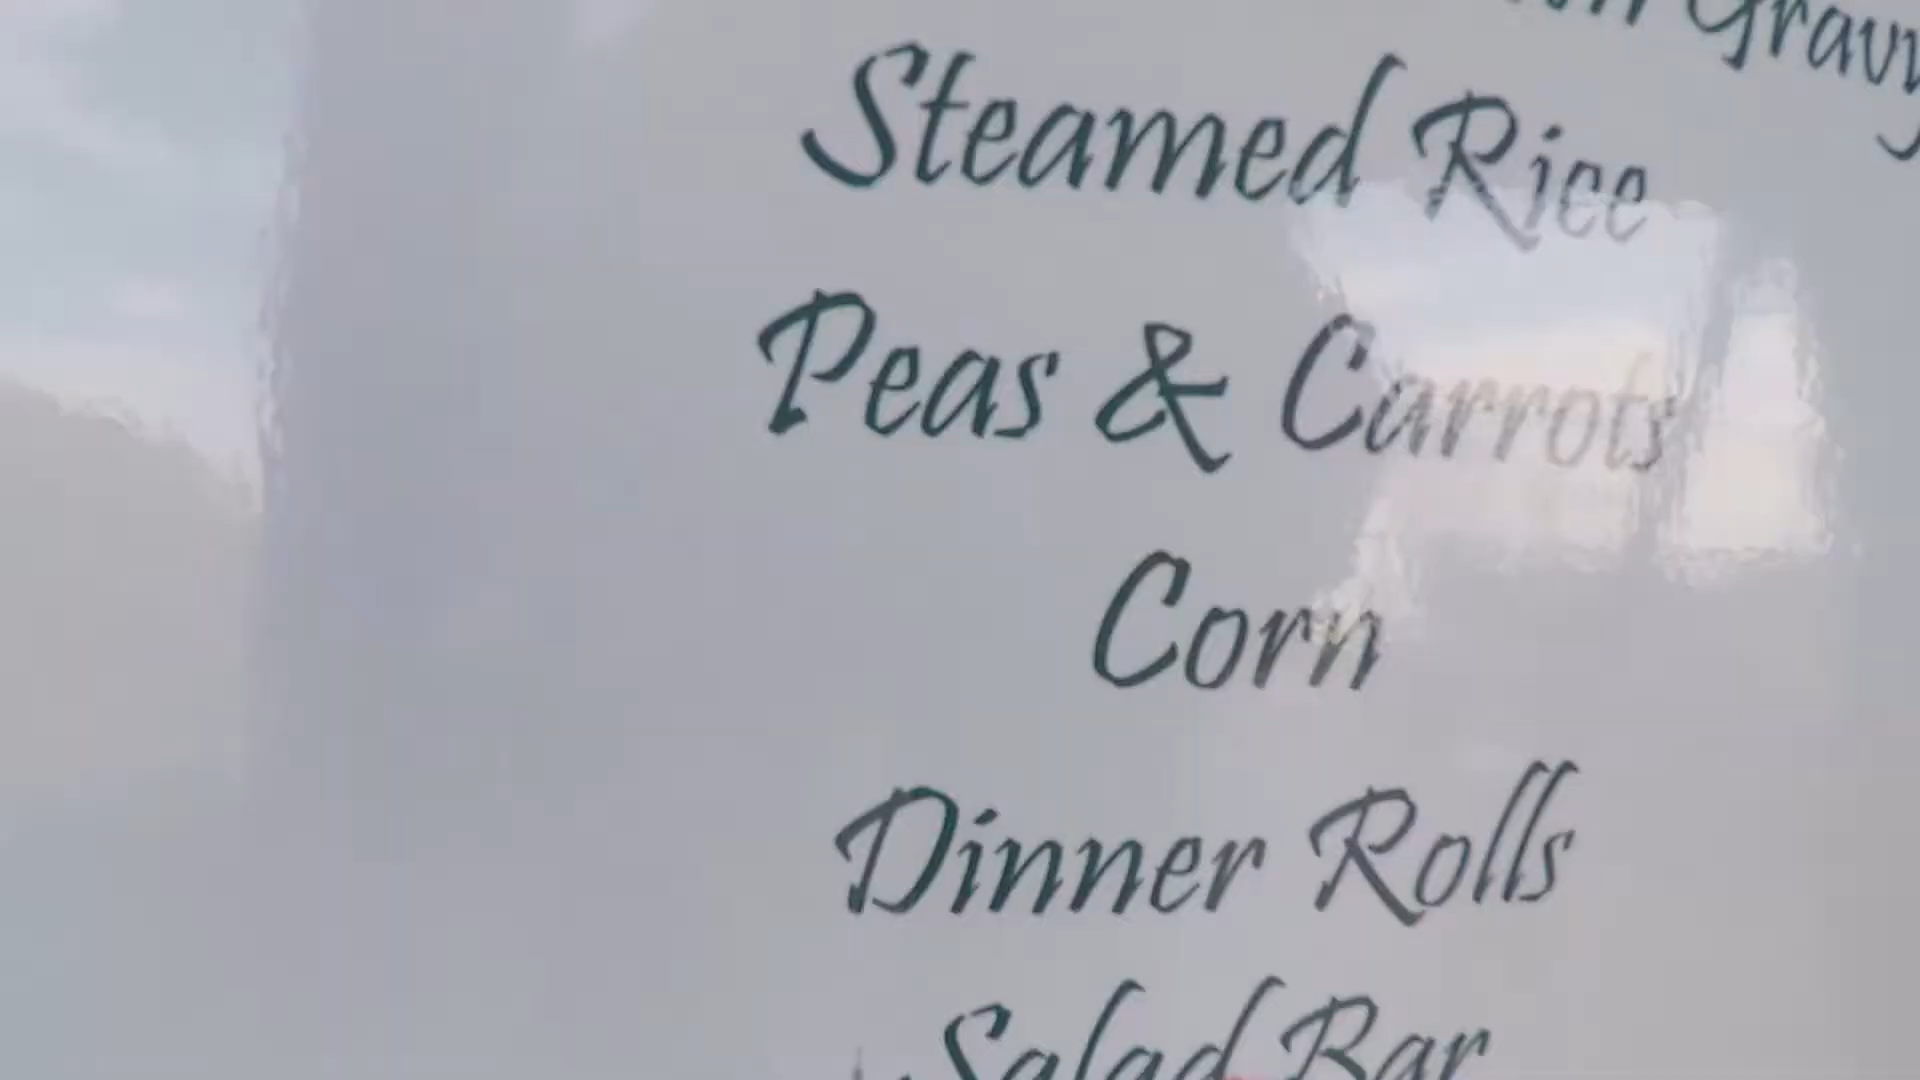 Gravy
Steamed Rice
Peas & Carrots
Corn
Dinner Rolls
Salad Bar